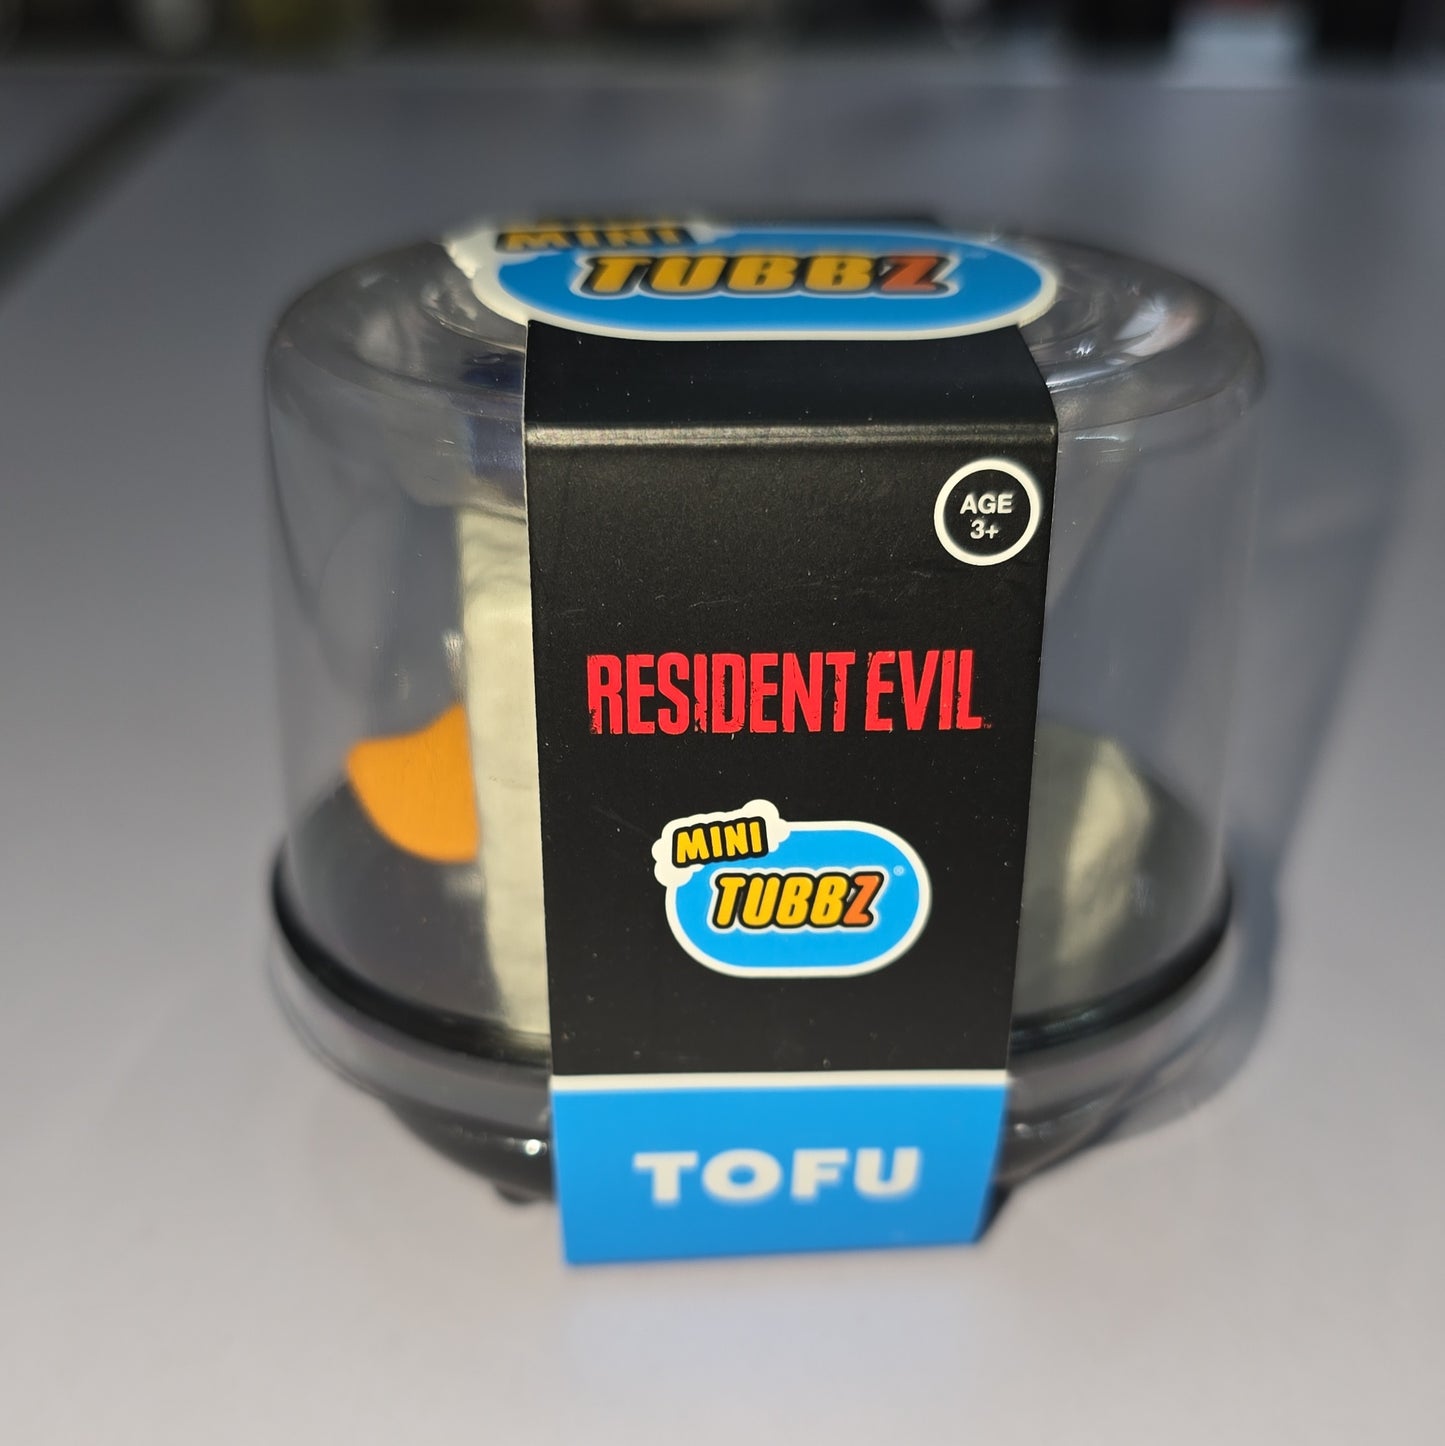 MINI
TUBBZ
AGE
3+
RESIDENT EVIL
MINI
TUBBZ®
TOFU